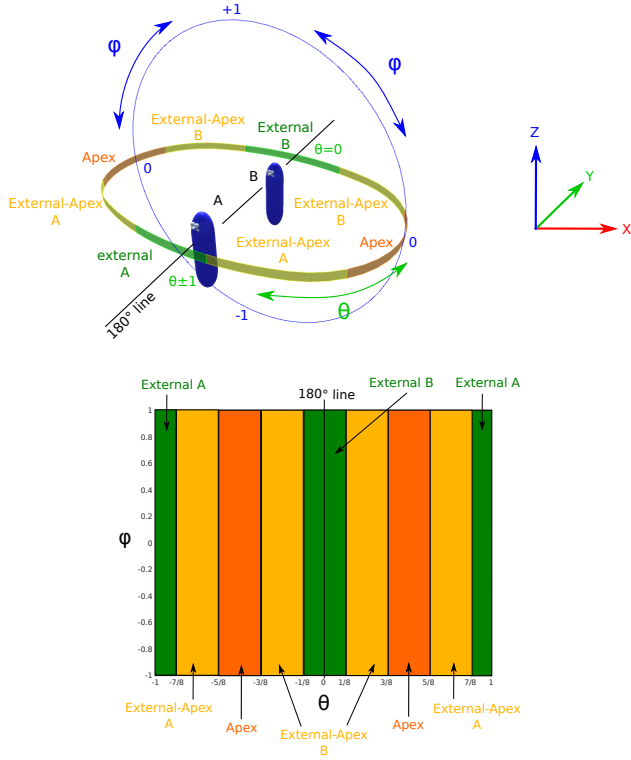 +1
φ
φ
External-Apex
B
External
B
θ=0
Apex
0
B
A
External-Apex
A
External-Apex
B
External-Apex
A
Apex
0
external
A
θ±1
180° line
-1
θ
Z
Y
X
External A
180° line
External B
External A
1
0.8
0.6
0.4
0.2
0
-0.2
-0.4
-0.6
-0.8
-1
φ
-1 -7/8 -5/8 -3/8 -1/8 0 1/8 3/8 5/8 7/8 1
θ
External-Apex
A
Apex
External-Apex
B
Apex
External-Apex
A